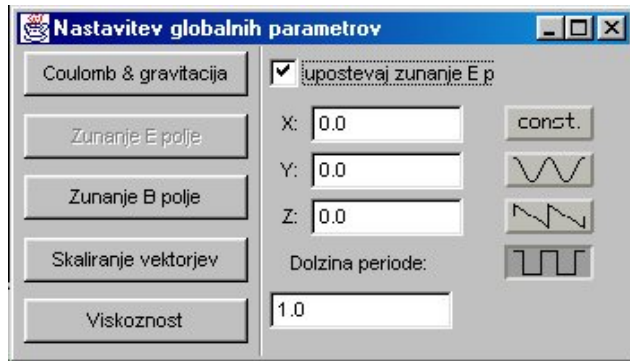 Nastavitev globalnih parametrov
Coulomb & gravitacija
Zunanje E polje
Zunanje B polje
Skaliranje vektorjev
Viskoznost
upostevaj zunanje E p
X: 0.0
const.
Y: 0.0
Z: 0.0
Dolzina periode:
1.0